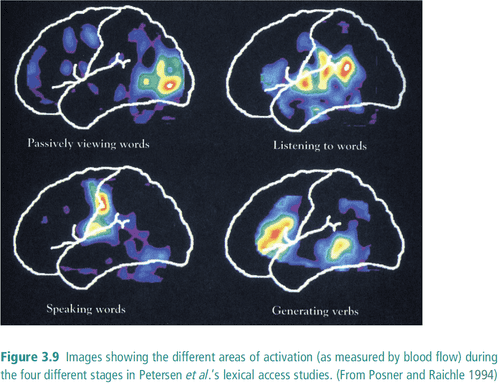 Passively viewing words
Listening to words
Speaking words
Generating verbs
Figure 3.9 Images showing the different areas of activation (as measured by blood flow) during
the four different stages in Petersen et al.'s lexical access studies. (From Posner and Raichle 1994)